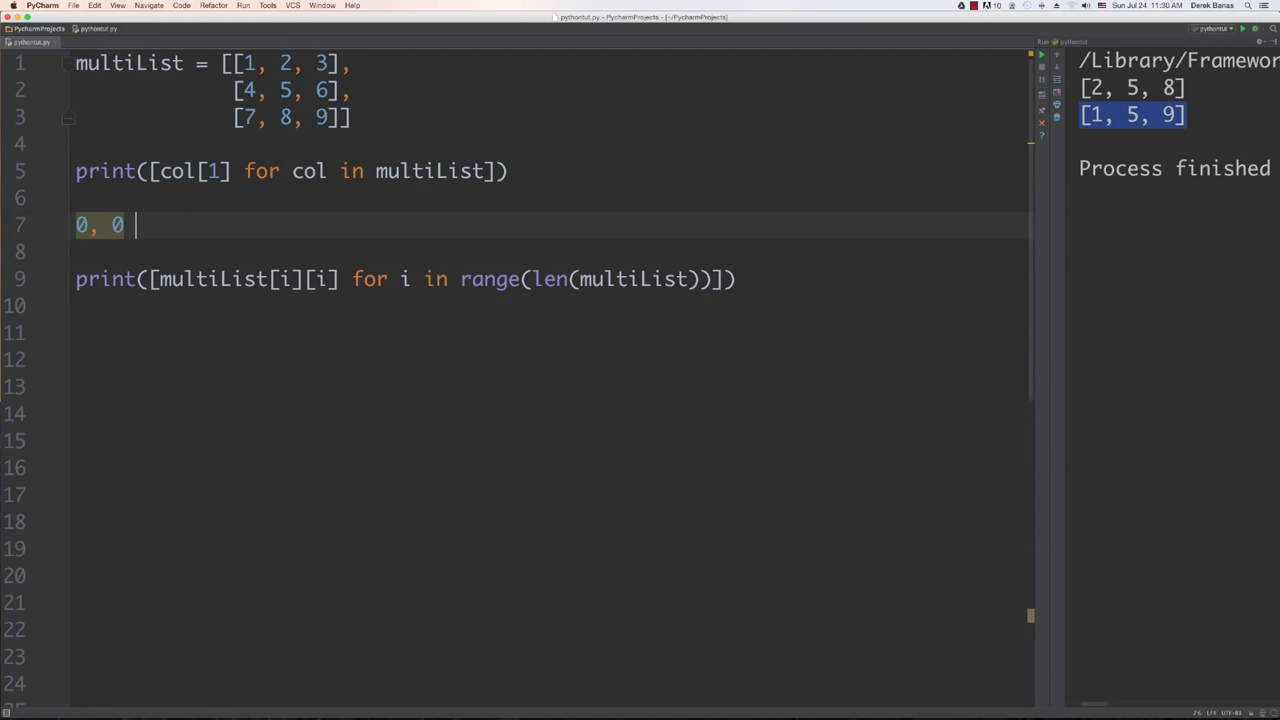 PyCharm File Edit View Navigate Code Refactor Run Tools VCS Window Help 10 Sun Jul 24 11:30 AM Derek Banas
pythontut.py - PycharmProjects - [~/PycharmProjects]
PycharmProjects pythontut.py pythontut
pythontut.py Run pythontut
1 multiList = [[1, 2, 3],
2 [4, 5, 6],
3 [7, 8, 9]]
4
5 print([col[1] for col in multiList])
6
7 0, 0
8
9 print([multiList[i][i] for i in range(len(multiList))])
10
11
12
13
14
15
16
17
18
19
20
21
22
23
24
25
/Library/Framewor
[2, 5, 8]
[1, 5, 9]
Process finished
7:6 LF÷ UTF-8÷